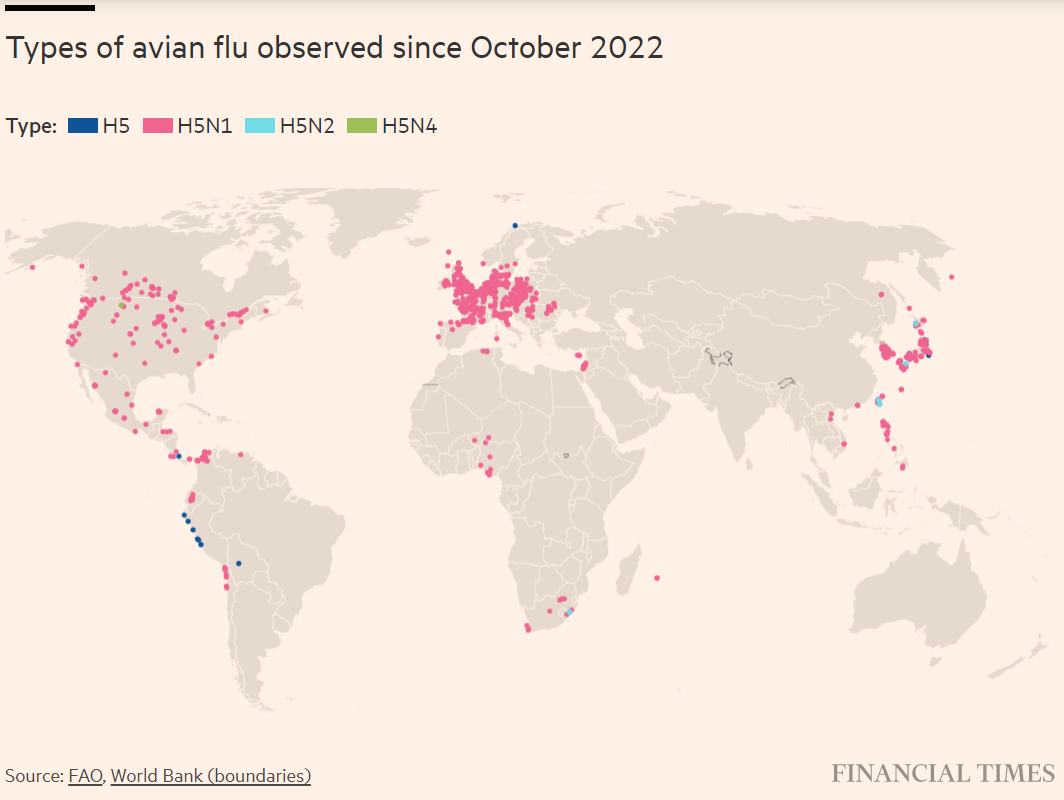 Types of avian flu observed since October 2022
Type: H5 H5N1 H5N2 H5N4
Source: FAO, World Bank (boundaries)
FINANCIAL TIMES